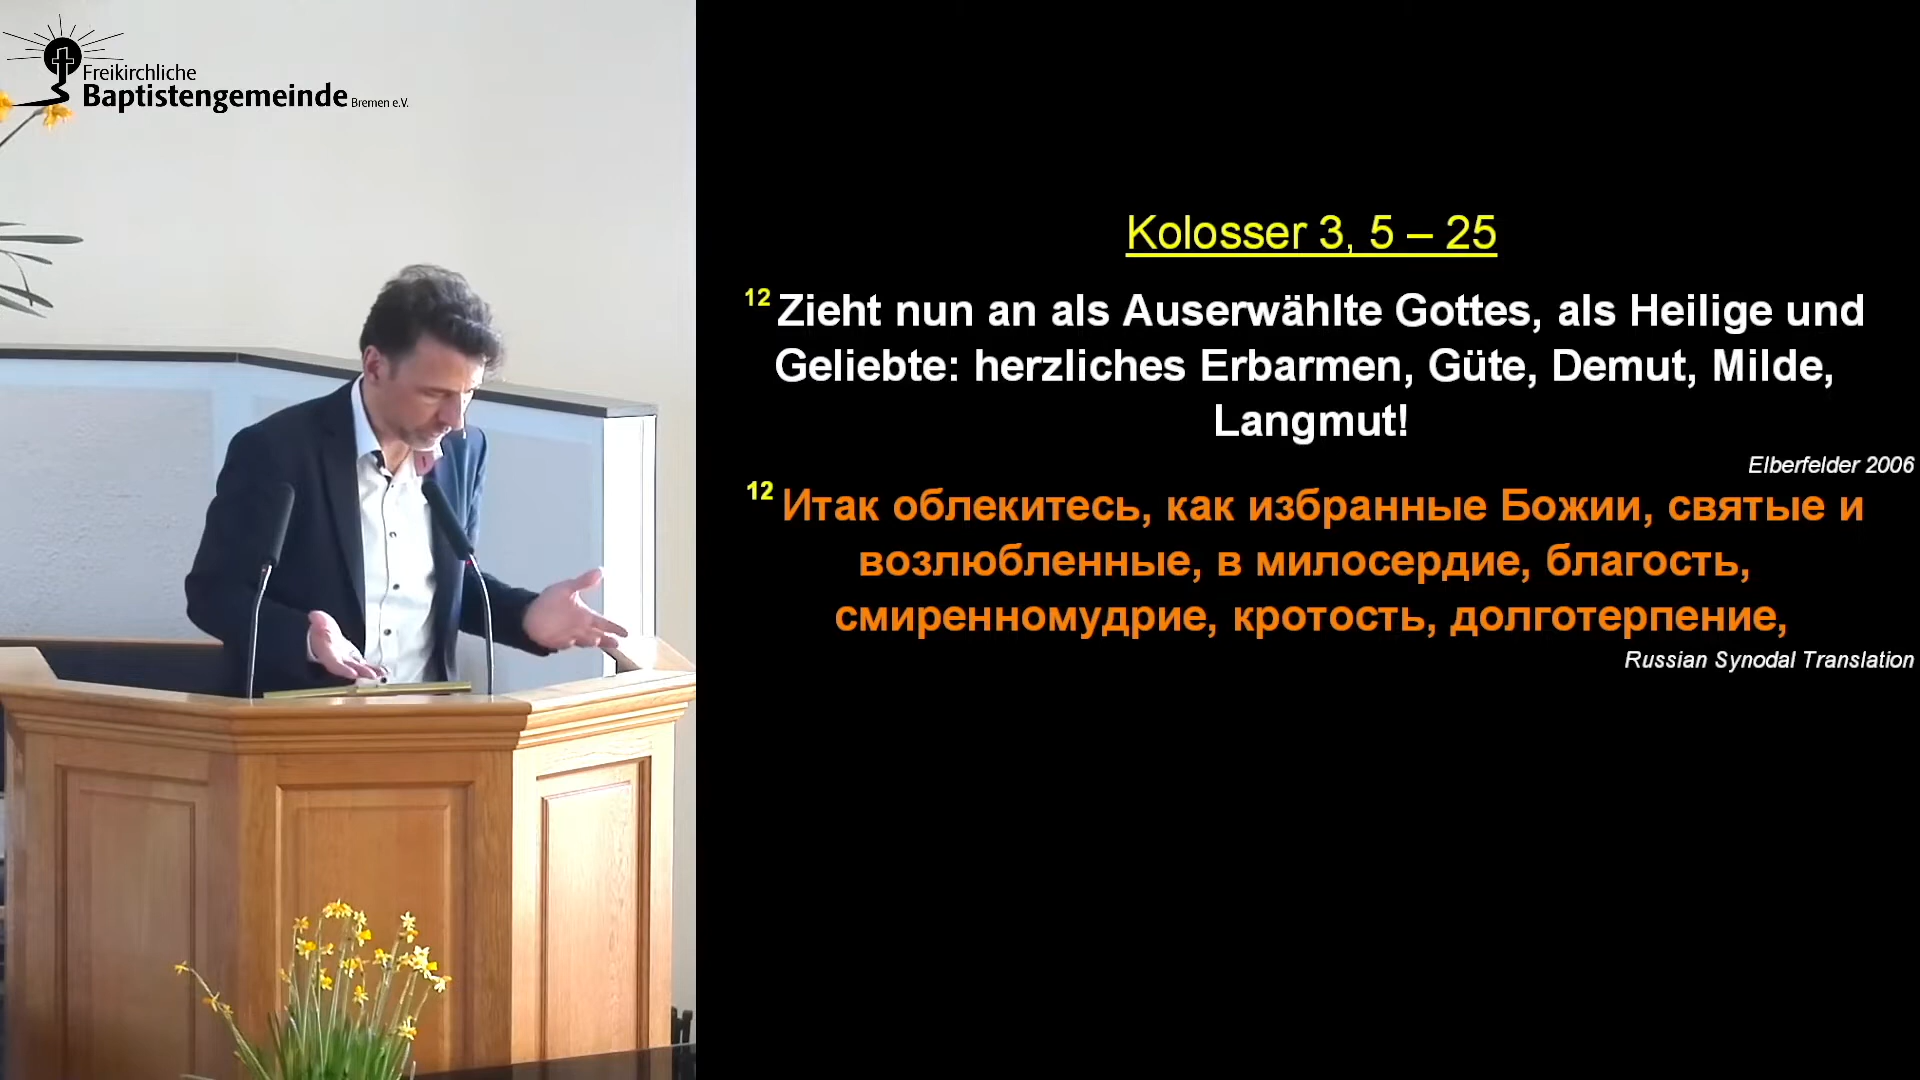 Freikirchliche
Baptistengemeinde Bremen e.V.
Kolosser 3, 5 – 25
12 Zieht nun an als Auserwählte Gottes, als Heilige und
Geliebte: herzliches Erbarmen, Güte, Demut, Milde,
Langmut!
Elberfelder 2006
12 Итак облекитесь, как избранные Божии, святые и
возлюбленные, в милосердие, благость,
смиренномудрие, кротость, долготерпение,
Russian Synodal Translation